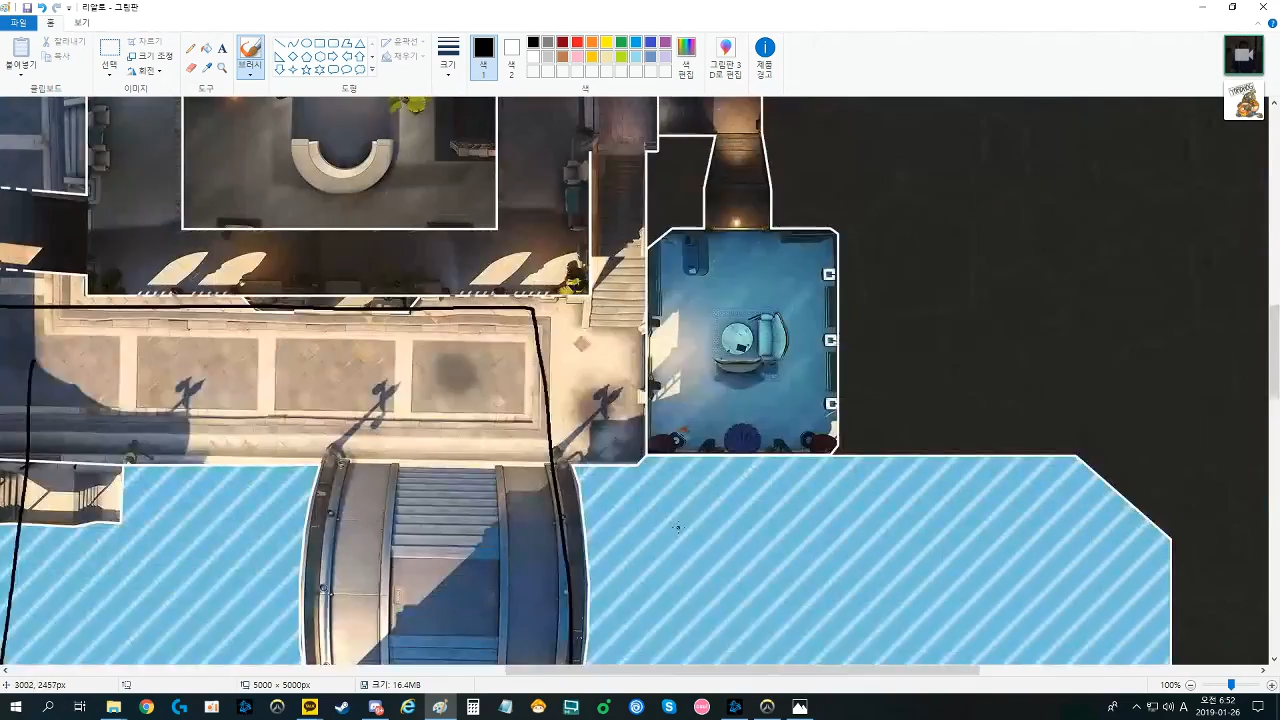 리알토 - 그림판
파일 홈 보기
붙여넣기
잘라내기
복사
클립보드
선택
자르기
크기 조정
회전
이미지
A
도구
브러시
윤곽선
채우기
도형
크기
색
1
색
2
색
편집
색
그림판 3
D로 편집
제품
경고
3002, 2457px
5000 × 5000px
크기: 16.4MB
100%
A
오전 6:52
2019-01-26